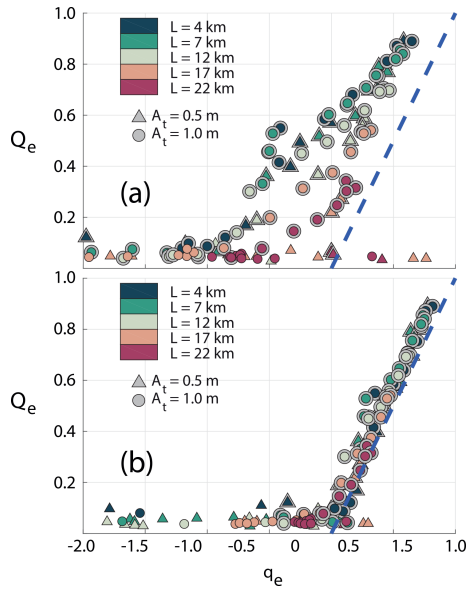 1.0
L = 4 km
L = 7 km
0.8
L = 12 km
L = 17 km
L = 22 km
0.6
Aₜ = 0.5 m
Aₜ = 1.0 m
Qₑ
0.4
(a)
0.2
1.0
L = 4 km
L = 7 km
0.8
L = 12 km
L = 17 km
L = 22 km
0.6
Aₜ = 0.5 m
Aₜ = 1.0 m
Qₑ
0.4
(b)
0.2
-2.0 -1.0 -1.0 -0.5 0 0.5 1.5 1.0
qₑ